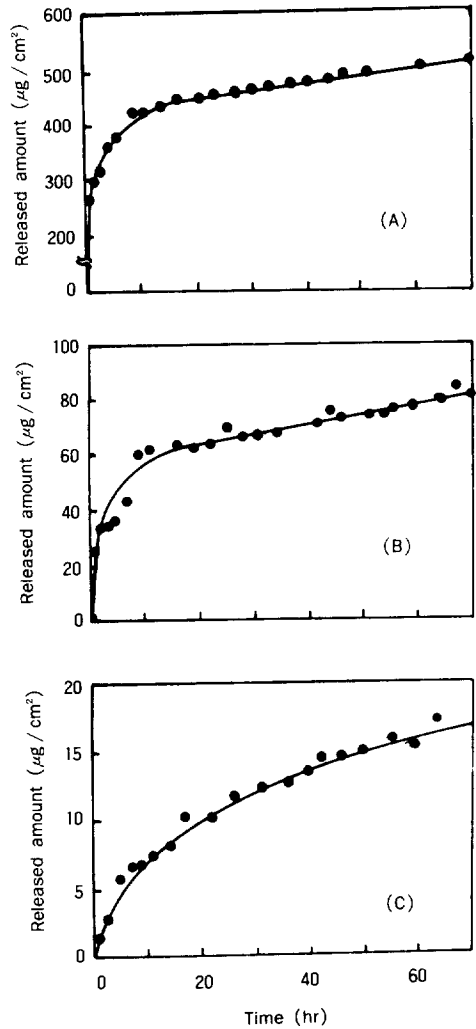 600
500
400
300
200
0
Released amount (μg / cm²)
(A)
100
80
60
40
20
0
Released amount (μg / cm²)
(B)
20
15
10
5
0
Released amount (μg / cm²)
(C)
0 20 40 60
Time (hr)